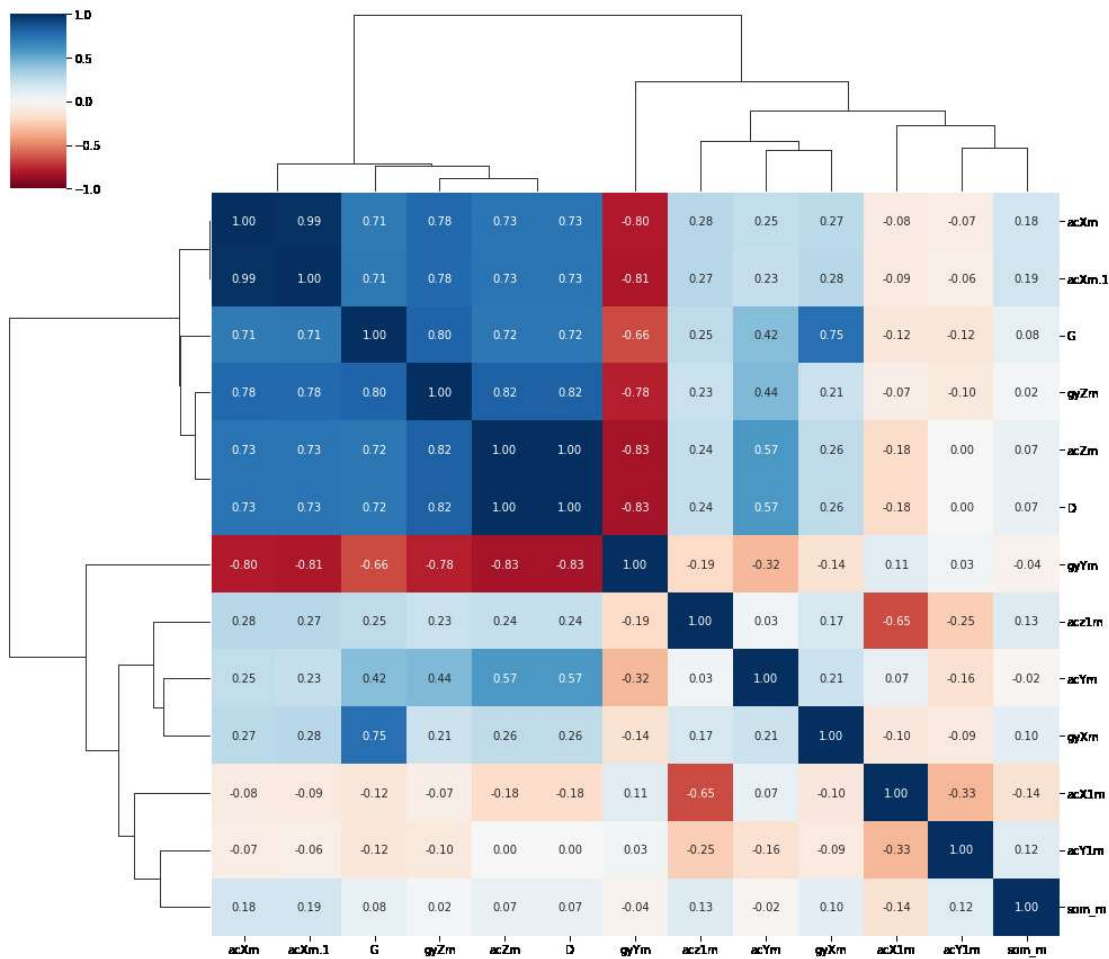 1.0
0.5
0.0
−0.5
−1.0
1.00 0.99 0.71 0.78 0.73 0.73 -0.80 0.28 0.25 0.27 -0.08 -0.07 0.18 acXm
0.99 1.00 0.71 0.78 0.73 0.73 -0.81 0.27 0.23 0.28 -0.09 -0.06 0.19 acXm.1
0.71 0.71 1.00 0.80 0.72 0.72 -0.66 0.25 0.42 0.75 -0.12 -0.12 0.08 G
0.78 0.78 0.80 1.00 0.82 0.82 -0.78 0.23 0.44 0.21 -0.07 -0.10 0.02 gyZm
0.73 0.73 0.72 0.82 1.00 1.00 -0.83 0.24 0.57 0.26 -0.18 0.00 0.07 acZm
0.73 0.73 0.72 0.82 1.00 1.00 -0.83 0.24 0.57 0.26 -0.18 0.00 0.07 D
-0.80 -0.81 -0.66 -0.78 -0.83 -0.83 1.00 -0.19 -0.32 -0.14 0.11 0.03 -0.04 gyYm
0.28 0.27 0.25 0.23 0.24 0.24 -0.19 1.00 0.03 0.17 -0.65 -0.25 0.13 acz1m
0.25 0.23 0.42 0.44 0.57 0.57 -0.32 0.03 1.00 0.21 0.07 -0.16 -0.02 acYm
0.27 0.28 0.75 0.21 0.26 0.26 -0.14 0.17 0.21 1.00 -0.10 -0.09 0.10 gyXm
-0.08 -0.09 -0.12 -0.07 -0.18 -0.18 0.11 -0.65 0.07 -0.10 1.00 -0.33 -0.14 acX1m
-0.07 -0.06 -0.12 -0.10 0.00 0.00 0.03 -0.25 -0.16 -0.09 -0.33 1.00 0.12 acY1m
0.18 0.19 0.08 0.02 0.07 0.07 -0.04 0.13 -0.02 0.10 -0.14 0.12 1.00 som_m
acXm acXm.1 G gyZm acZm D gyYm acz1m acYm gyXm acX1m acY1m som_m